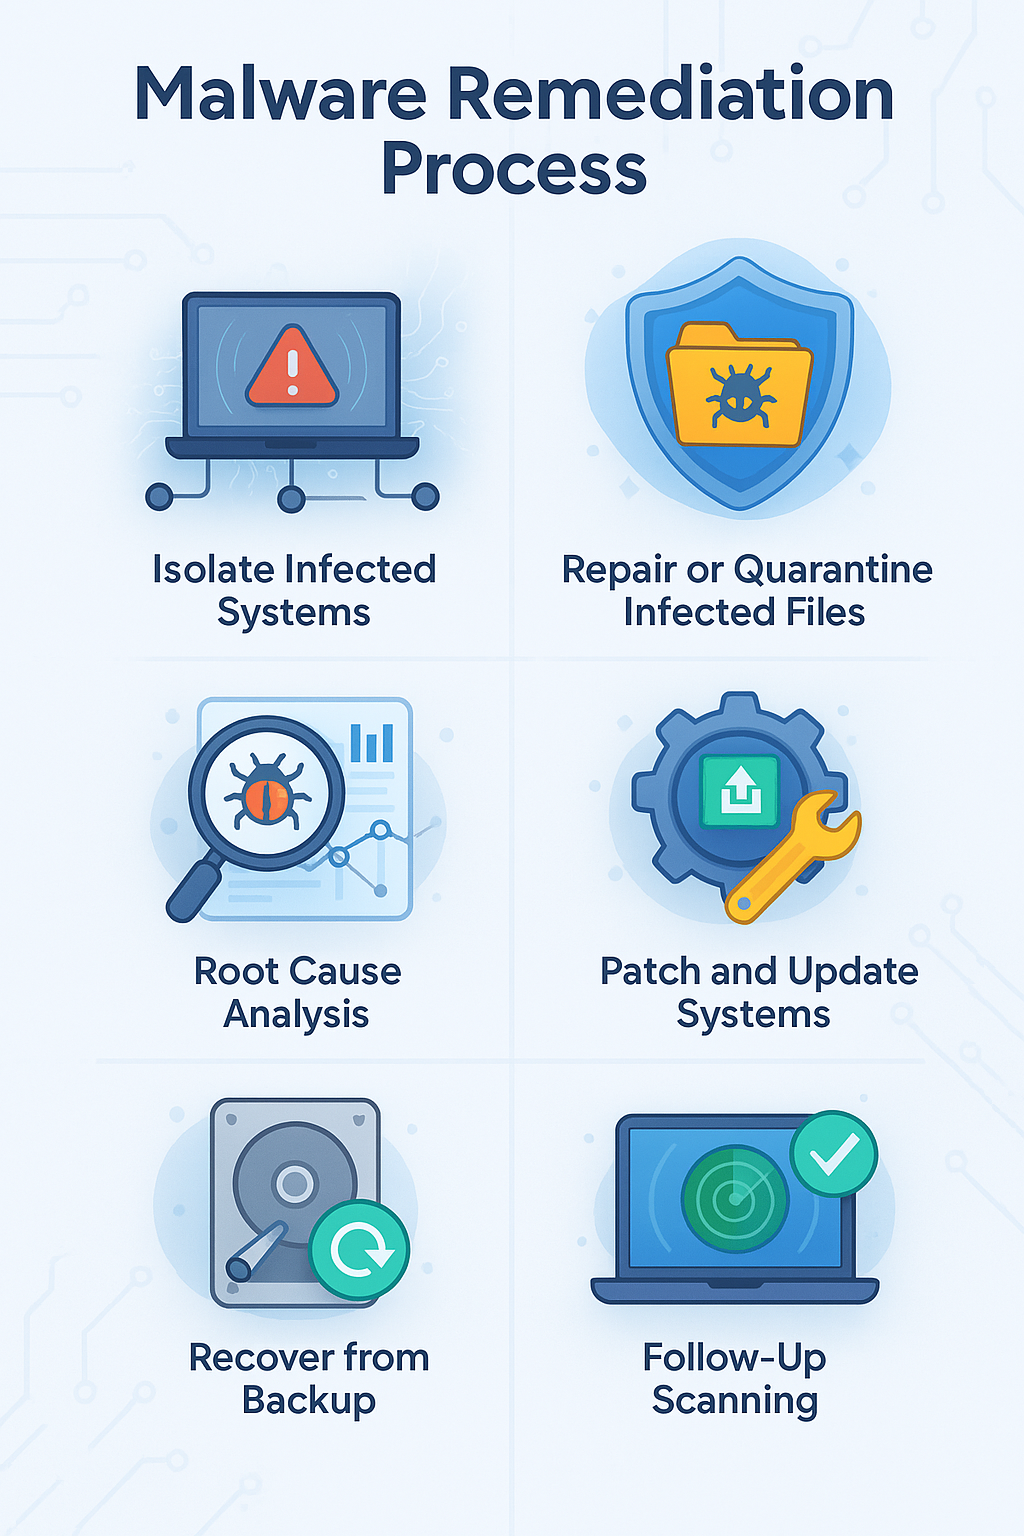 Malware Remediation
Process
Isolate Infected
Systems
Repair or Quarantine
Infected Files
Root Cause
Analysis
Patch and Update
Systems
Recover from
Backup
Follow-Up
Scanning